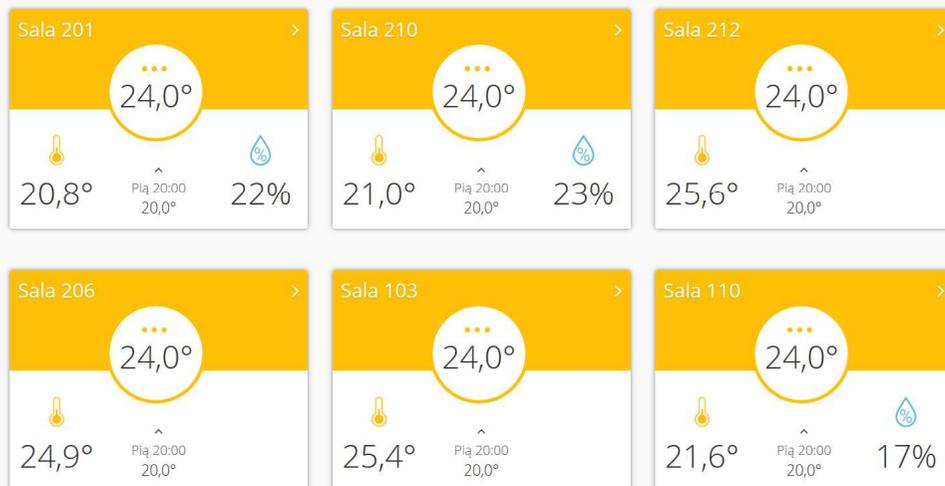 Sala 201
24,0°
20,8°
Pią 20:00
20,0°
22%
Sala 210
24,0°
21,0°
Pią 20:00
20,0°
23%
Sala 212
24,0°
25,6°
Pią 20:00
20,0°
Sala 206
24,0°
24,9°
Pią 20:00
20,0°
Sala 103
24,0°
25,4°
Pią 20:00
20,0°
Sala 110
24,0°
21,6°
Pią 20:00
20,0°
17%